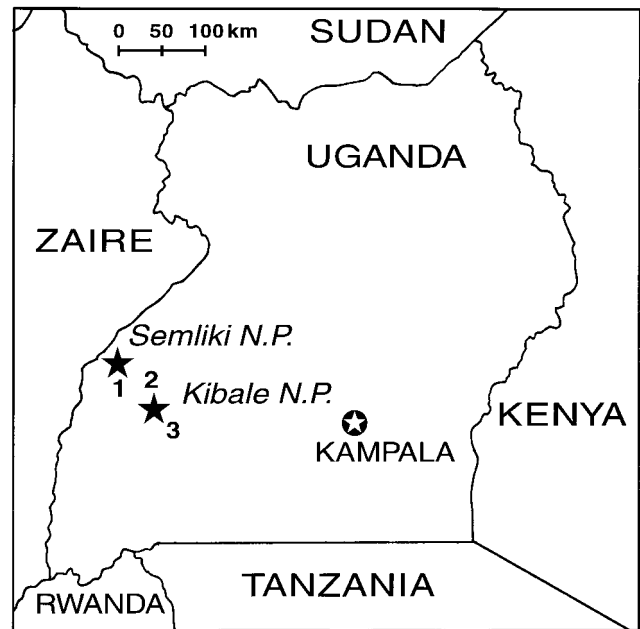 0 50 100 km
SUDAN
UGANDA
ZAIRE
Semliki N.P.
1
2
Kibale N.P.
3
KAMPALA
KENYA
TANZANIA
RWANDA